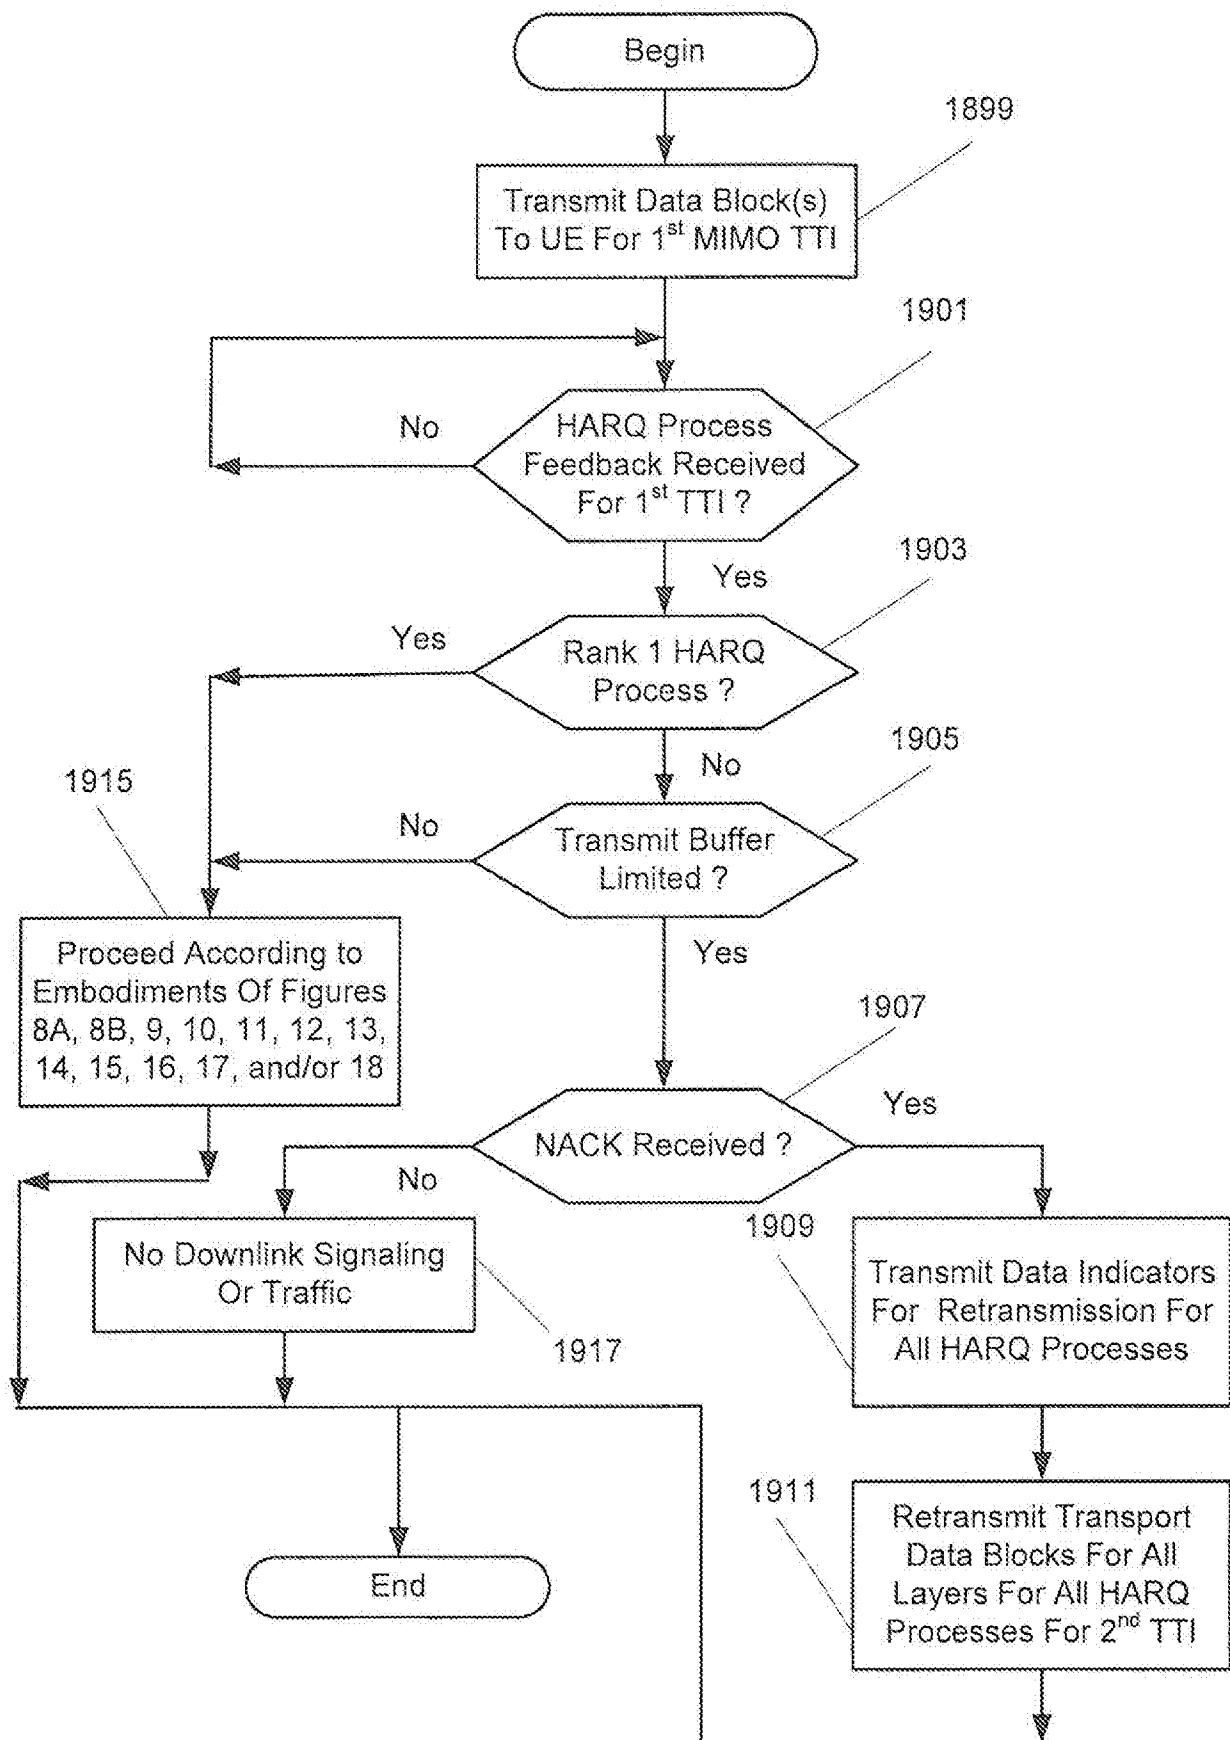 Begin
1899
Transmit Data Block(s)
To UE For 1st MIMO TTI
1901
No
HARQ Process
Feedback Received
For 1st TTI ?
1903
Yes
Yes
Rank 1 HARQ
Process ?
1905
No
1915
No
Transmit Buffer
Limited ?
Yes
Proceed According to
Embodiments Of Figures
8A, 8B, 9, 10, 11, 12, 13,
14, 15, 16, 17, and/or 18
1907
Yes
NACK Received ?
No
1909
No Downlink Signaling
Or Traffic
1917
Transmit Data Indicators
For Retransmission For
All HARQ Processes
1911
Retransmit Transport
Data Blocks For All
Layers For All HARQ
Processes For 2nd TTI
End